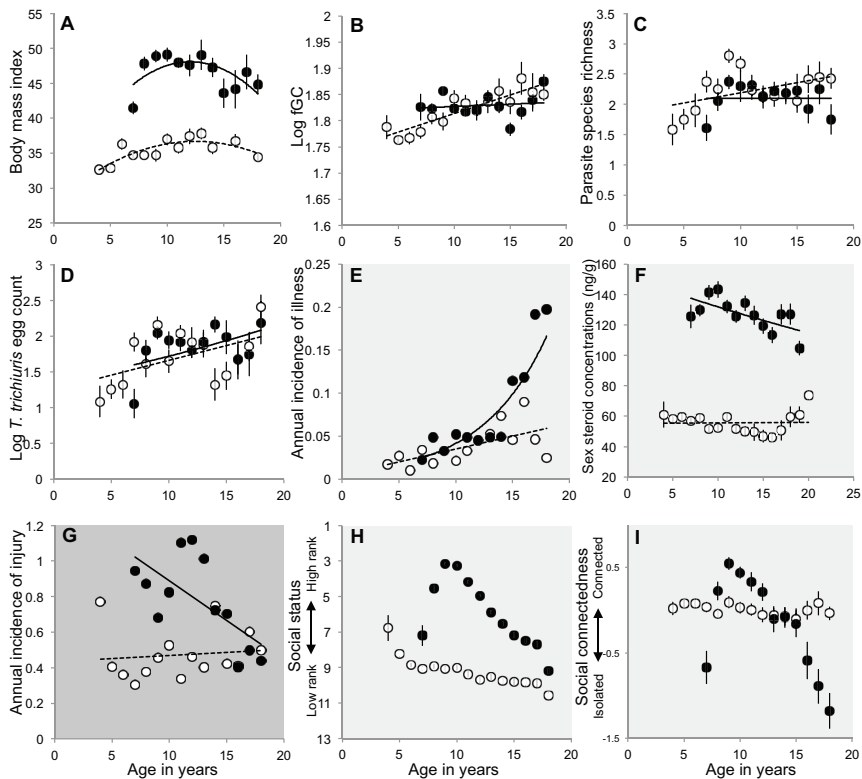 A
Body mass index
55
50
45
40
35
30
25
0 5 10 15 20
B
Log fGC
2
1.95
1.9
1.85
1.8
1.75
1.7
1.65
1.6
0 5 10 15 20
C
Parasite species richness
3.5
3
2.5
2
1.5
1
0.5
0
0 5 10 15 20
D
Log T. trichiuris egg count
3
2.5
2
1.5
1
0.5
0
0 5 10 15 20
E
Annual incidence of illness
0.25
0.2
0.15
0.1
0.05
0
0 5 10 15 20
F
Sex steroid concentrations (ng/g)
160
140
120
100
80
60
40
20
0 5 10 15 20 25
G
Annual incidence of injury
1.2
1
0.8
0.6
0.4
0.2
0
0 5 10 15 20
Age in years
H
Social status
High rank
Low rank
1
3
5
7
9
11
13
0 5 10 15 20
Age in years
I
Social connectedness
Connected
Isolated
0.5
-0.5
-1.5
0 5 10 15 20
Age in years